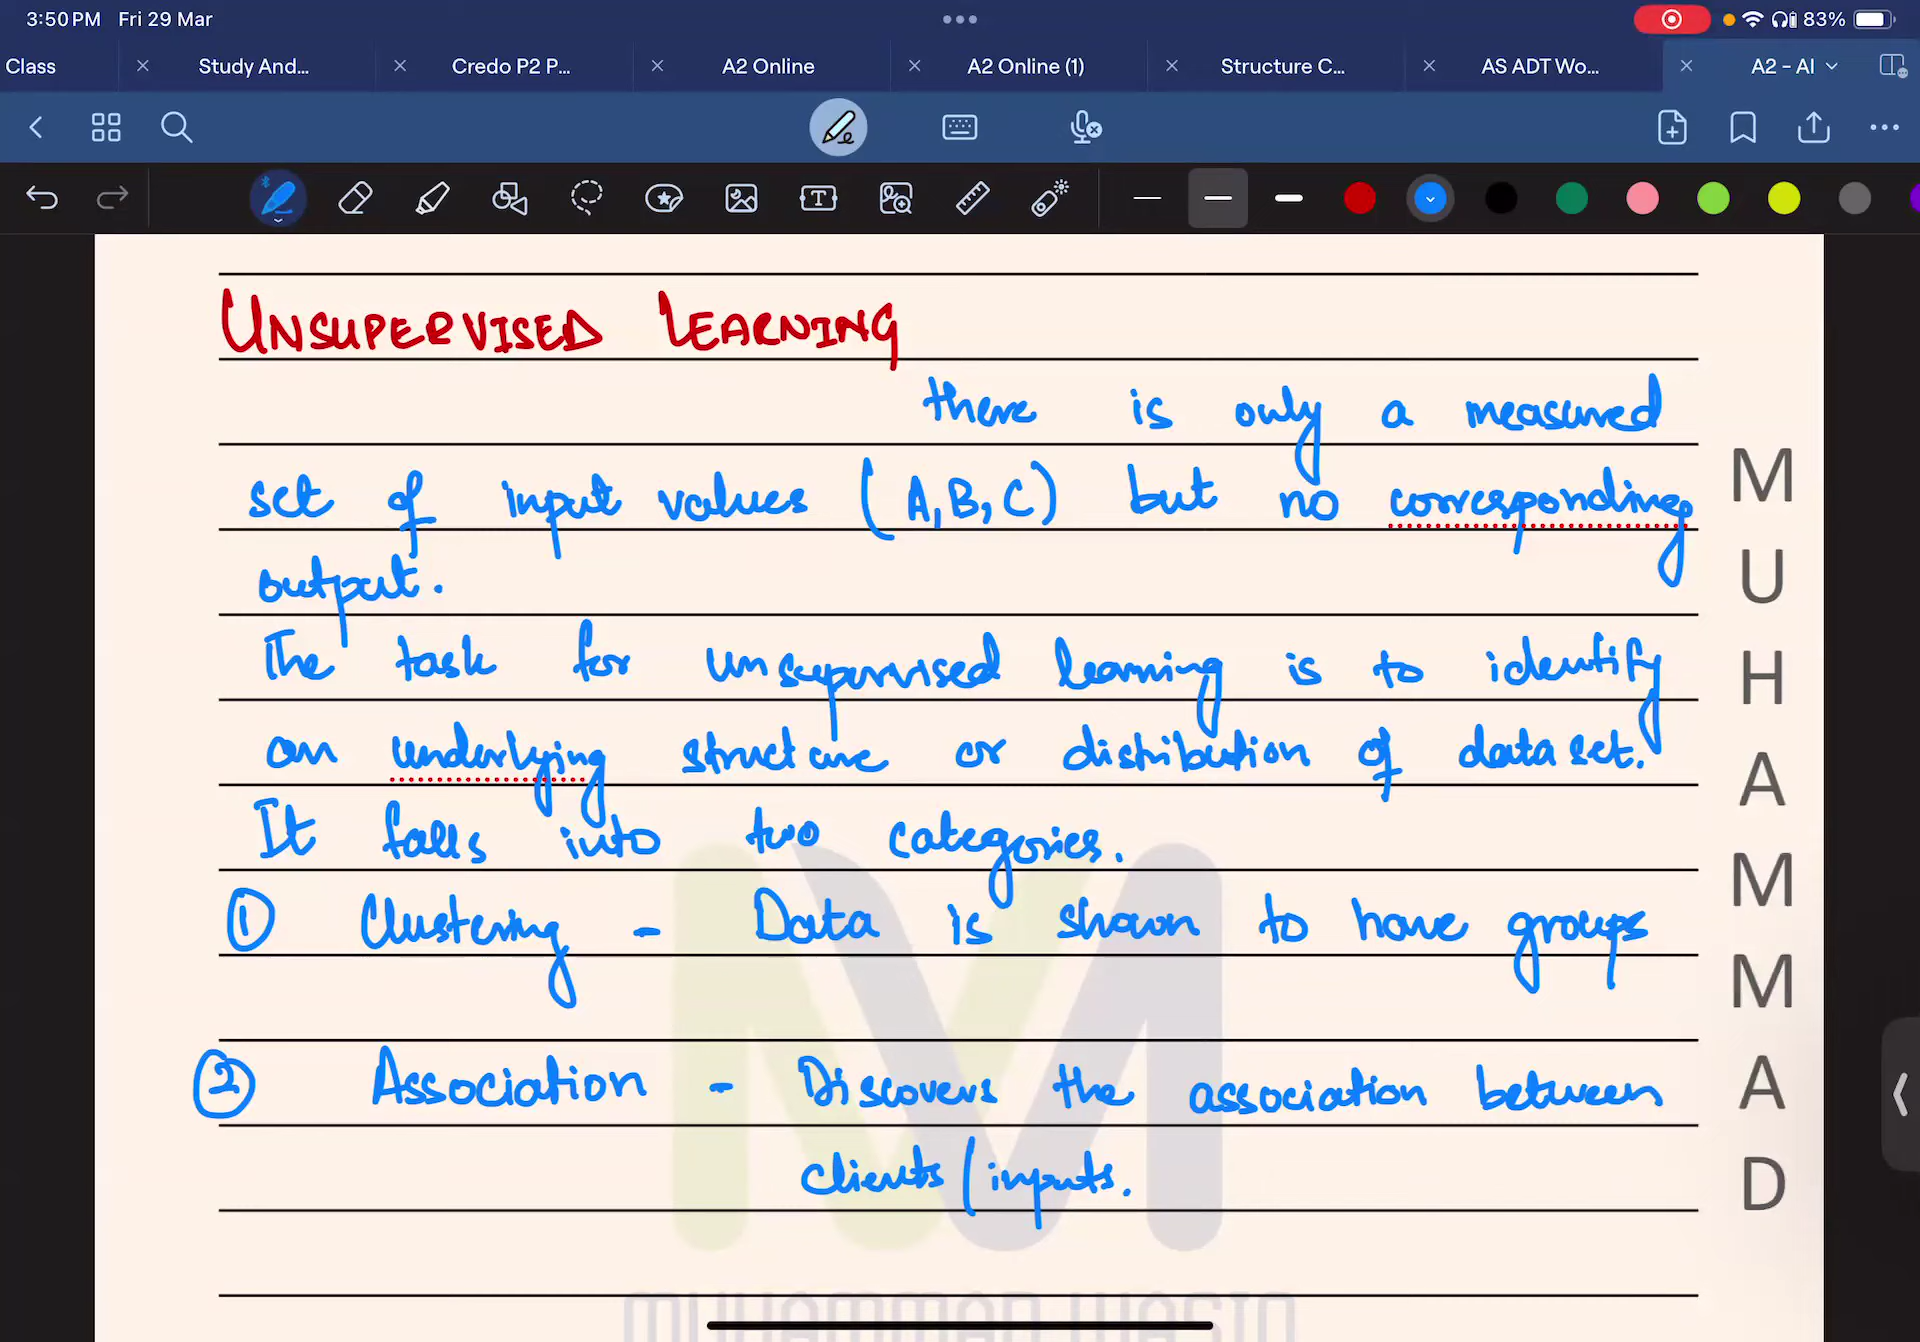 3:50 PM Fri 29 Mar
83%
Class
Study And...
Credo P2 P...
A2 Online
A2 Online (1)
Structure C...
AS ADT Wo...
A2 - AI
UNSUPERVISED LEARNING
there is only a measured
set of input values (A,B,C) but no corresponding
output.
The task for unsupervised learning is to identify
an underlying structure or distribution of data set.
It falls into two categories.
① Clustering - Data is shown to have groups
② Association - Discovers the association between
clients/inputs.
MUHAMMAD
MUHAMMAD WASIQ